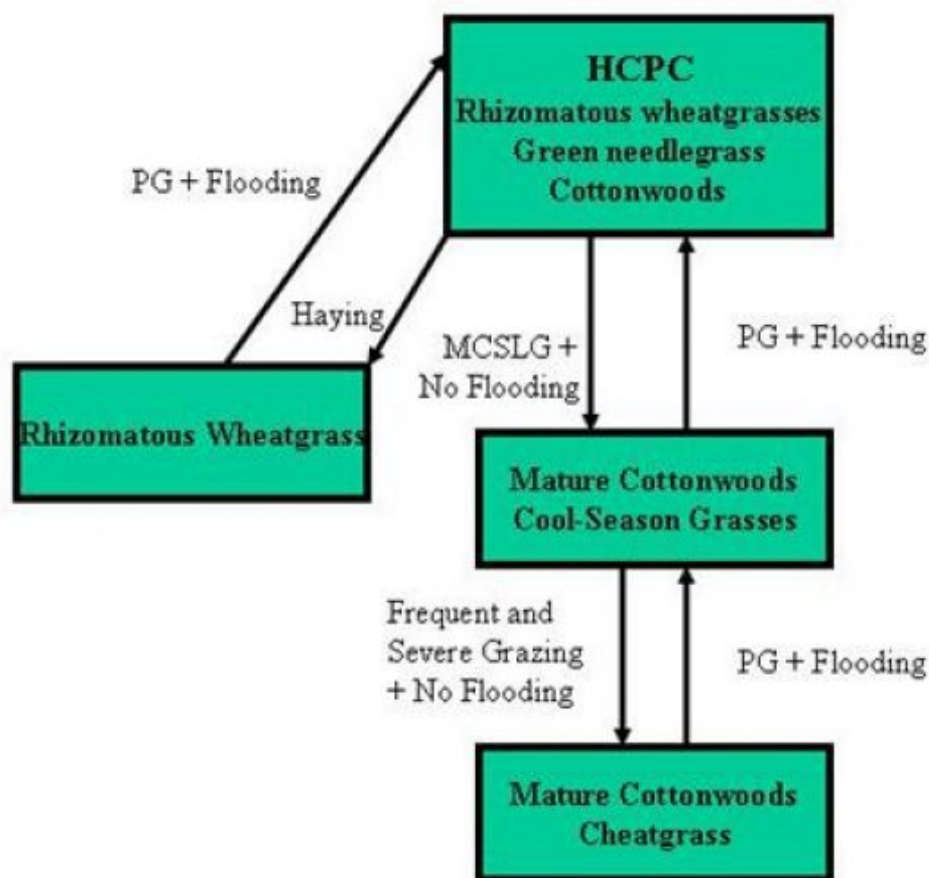 HCPC
Rhizomatous wheatgrasses
Green needlegrass
Cottonwoods
PG + Flooding
Haying
MCSLG +
No Flooding
PG + Flooding
Rhizomatous Wheatgrass
Mature Cottonwoods
Cool-Season Grasses
Frequent and
Severe Grazing
+ No Flooding
PG + Flooding
Mature Cottonwoods
Cheatgrass